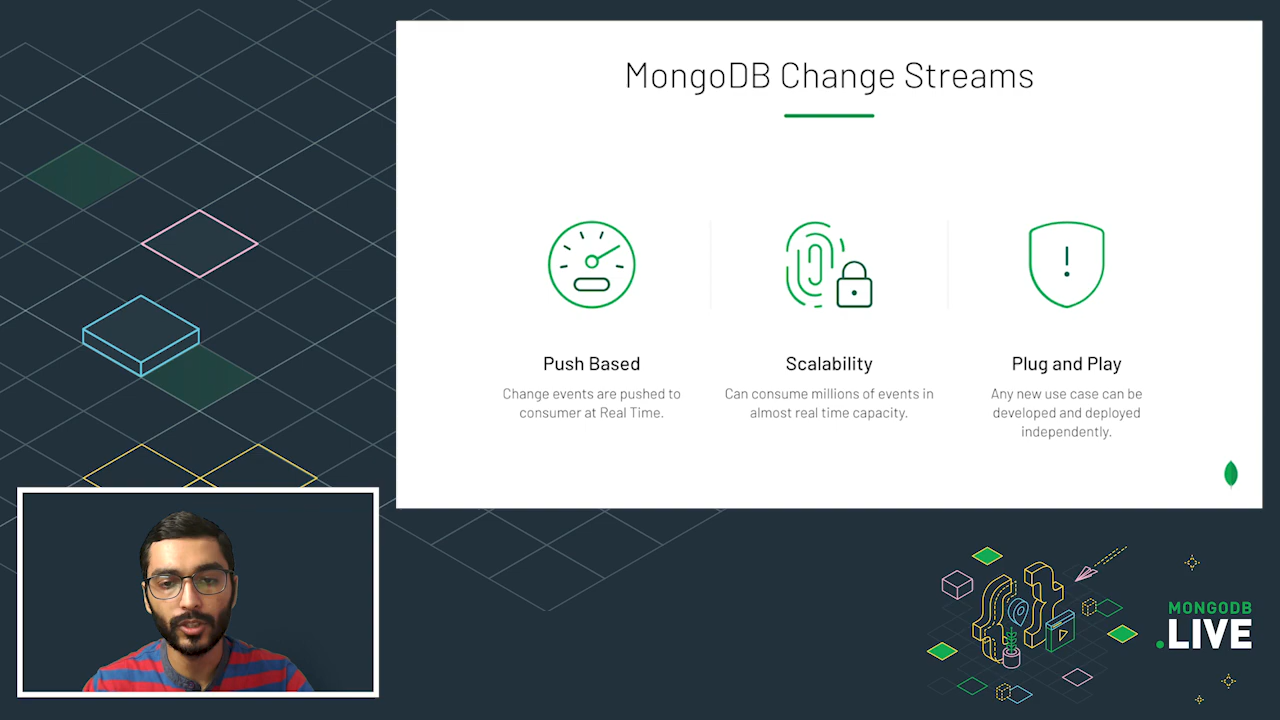 MongoDB Change Streams
Push Based
Change events are pushed to
consumer at Real Time.
Scalability
Can consume millions of events in
almost real time capacity.
Plug and Play
Any new use case can be
developed and deployed
independently.
MONGODB
.LIVE